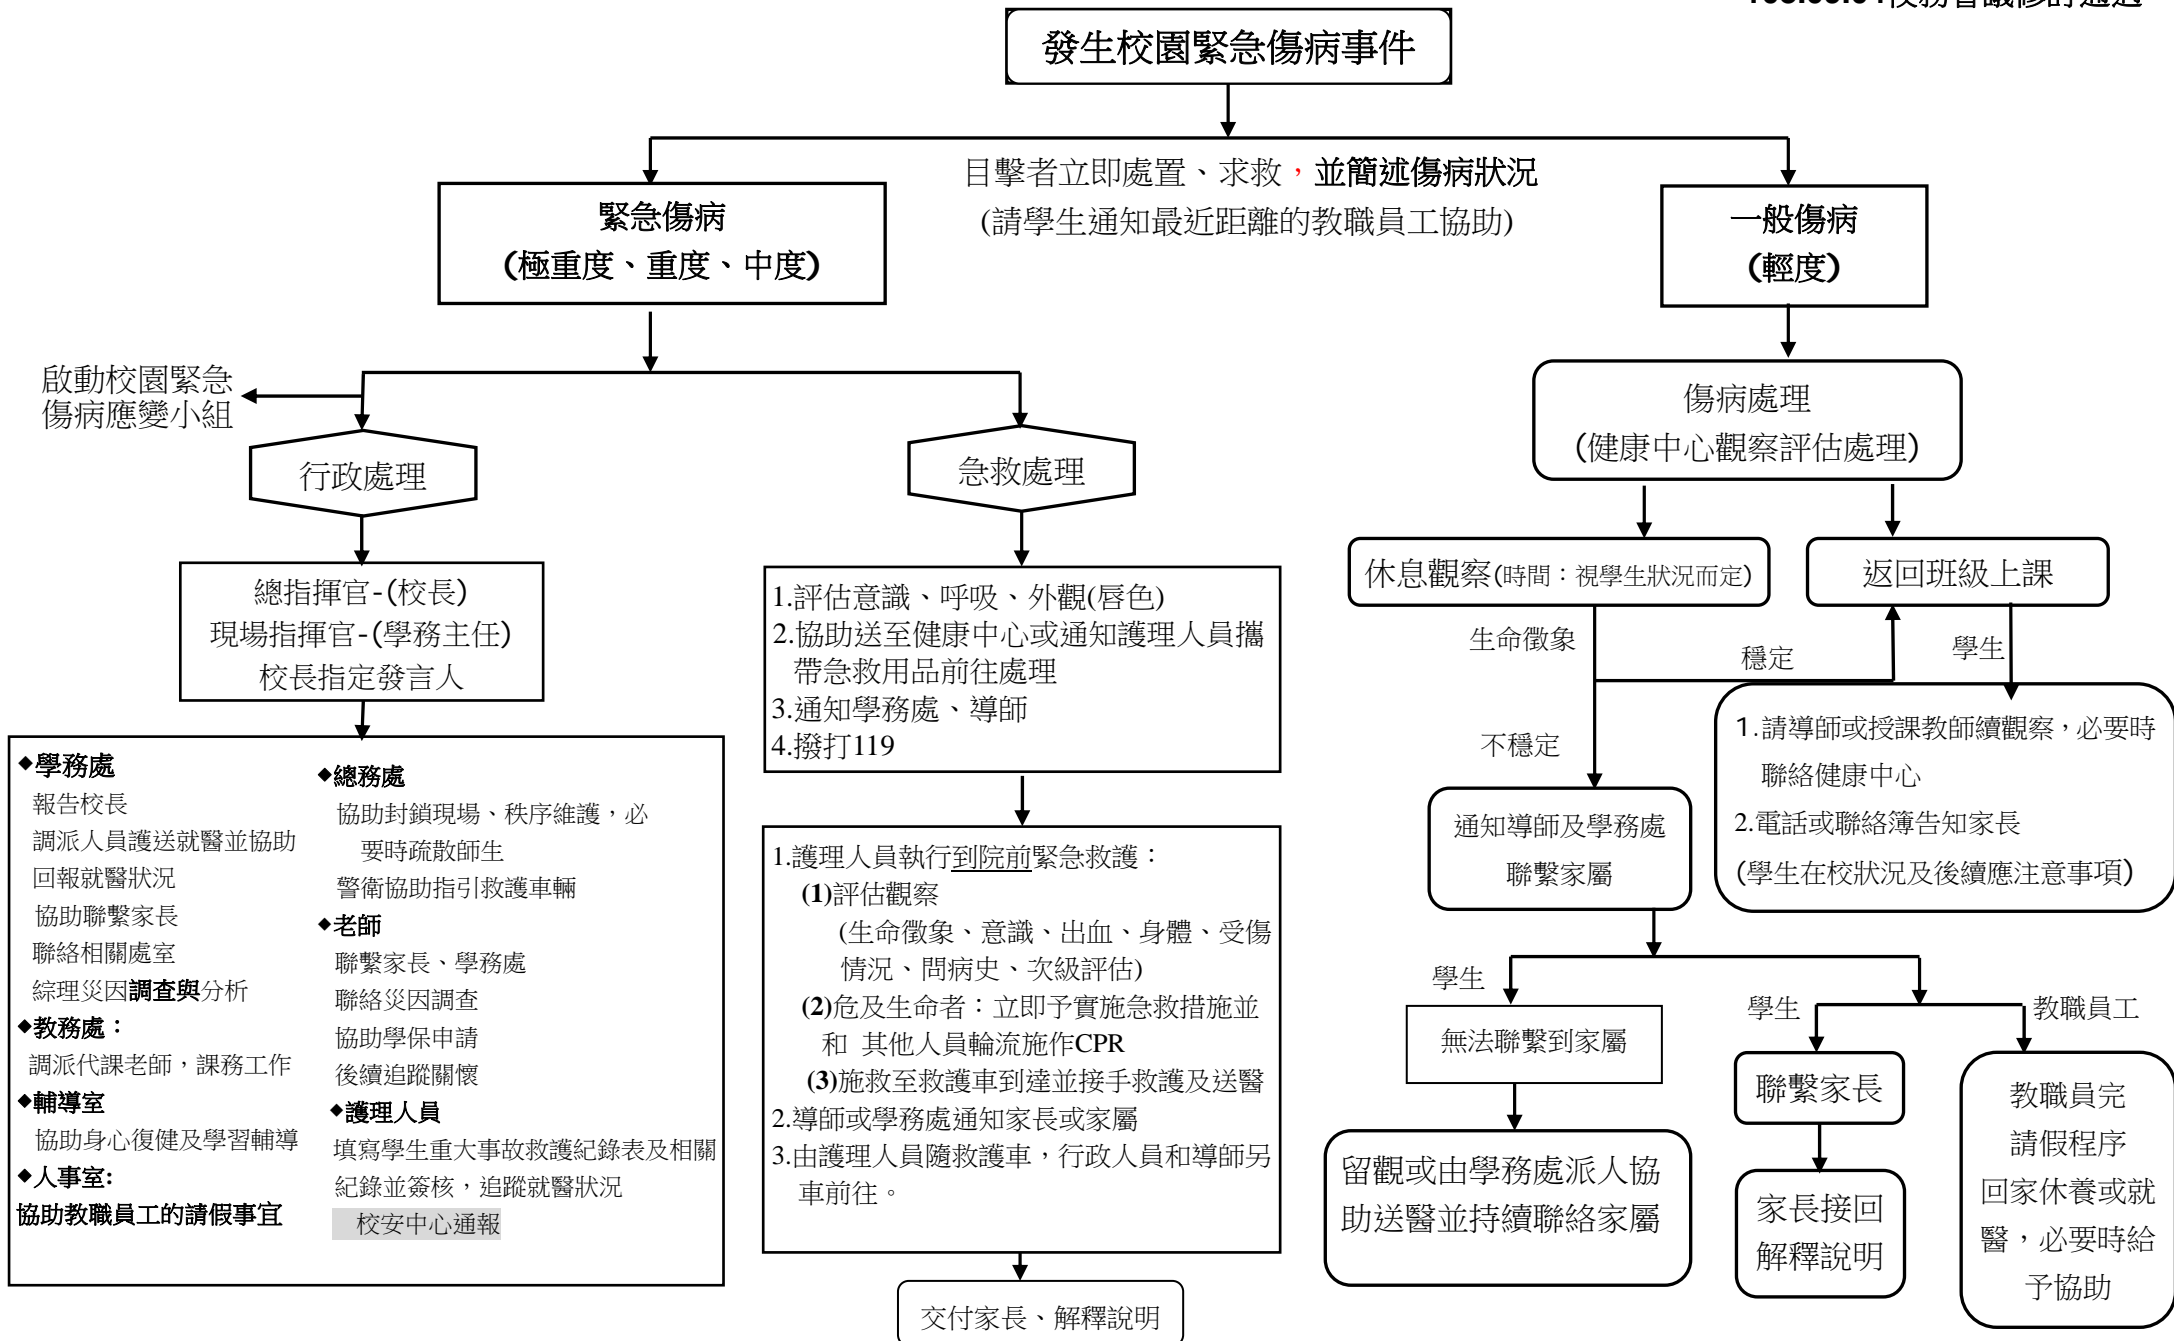 校務會議修訂通過
發生校園緊急傷病事件
目擊者立即處置、求救，並簡述傷病狀況
(請學生通知最近距離的教職員工協助)
緊急傷病
(極重度、重度、中度)
一般傷病
(輕度)
啟動校園緊急
傷病應變小組
行政處理
急救處理
傷病處理
(健康中心觀察評估處理)
總指揮官-(校長)
現場指揮官-(學務主任)
校長指定發言人
◆學務處
報告校長
調派人員護送就醫並協助
回報就醫狀況
協助聯繫家長
聯絡相關處室
綜理災因調查與分析
◆教務處：
調派代課老師，課務工作
◆輔導室
協助身心復健及學習輔導
◆人事室:
協助教職員工的請假事宜
◆總務處
協助封鎖現場、秩序維護，必
要時疏散師生
警衛協助指引救護車輛
◆老師
聯繫家長、學務處
聯絡災因調查
協助學保申請
後續追蹤關懷
◆護理人員
填寫學生重大事故救護紀錄表及相關
紀錄並簽核，追蹤就醫狀況
校安中心通報
1.評估意識、呼吸、外觀(唇色)
2.協助送至健康中心或通知護理人員攜
帶急救用品前往處理
3.通知學務處、導師
4.撥打119
1.護理人員執行到院前緊急救護：
(1)評估觀察
(生命徵象、意識、出血、身體、受傷
情況、問病史、次級評估)
(2)危及生命者：立即予實施急救措施並
和 其他人員輪流施作CPR
(3)施救至救護車到達並接手救護及送醫
2.導師或學務處通知家長或家屬
3.由護理人員隨救護車，行政人員和導師另
車前往。
交付家長、解釋說明
休息觀察(時間：視學生狀況而定)
返回班級上課
生命徵象
穩定
學生
不穩定
1.請導師或授課教師續觀察，必要時
聯絡健康中心
2.電話或聯絡簿告知家長
(學生在校狀況及後續應注意事項)
通知導師及學務處
聯繫家屬
學生
無法聯繫到家屬
留觀或由學務處派人協
助送醫並持續聯絡家屬
學生
聯繫家長
家長接回
解釋說明
教職員工
教職員完
請假程序
回家休養或就
醫，必要時給
予協助